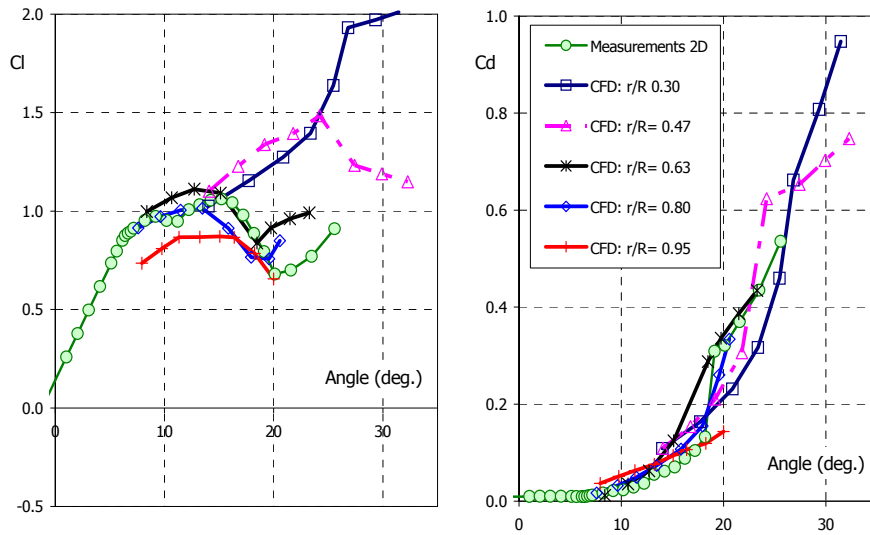 2.0
Cl
1.5
1.0
0.5
Angle (deg.)
0.0
0
10
20
30
-0.5
1.0
Cd
Measurements 2D
CFD: r/R 0.30
0.8
CFD: r/R= 0.47
CFD: r/R= 0.63
0.6
CFD: r/R= 0.80
CFD: r/R= 0.95
0.4
0.2
Angle (deg.)
0.0
0
10
20
30